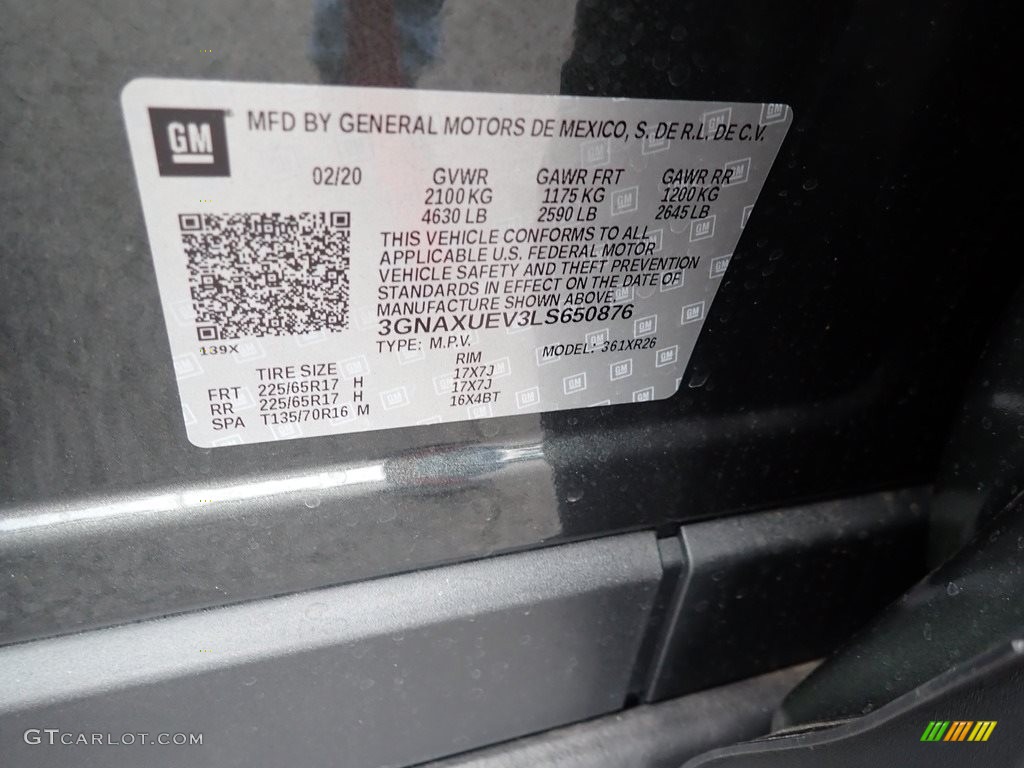 GM
MFD BY GENERAL MOTORS DE MEXICO, S. DE R.L. DE C.V.
02/20 GVWR GAWR FRT GAWR RR
2100 KG 1175 KG 1200 KG
4630 LB 2590 LB 2645 LB
THIS VEHICLE CONFORMS TO ALL
APPLICABLE U.S. FEDERAL MOTOR
VEHICLE SAFETY AND THEFT PREVENTION
STANDARDS IN EFFECT ON THE DATE OF
MANUFACTURE SHOWN ABOVE.
3GNAXUEV3LS650876
TYPE: M.P.V. MODEL: 361XR26
139X
TIRE SIZE RIM
FRT 225/65R17 H 17X7J
RR 225/65R17 H 17X7J
SPA T135/70R16 M 16X4BT
GTCARLOT.COM